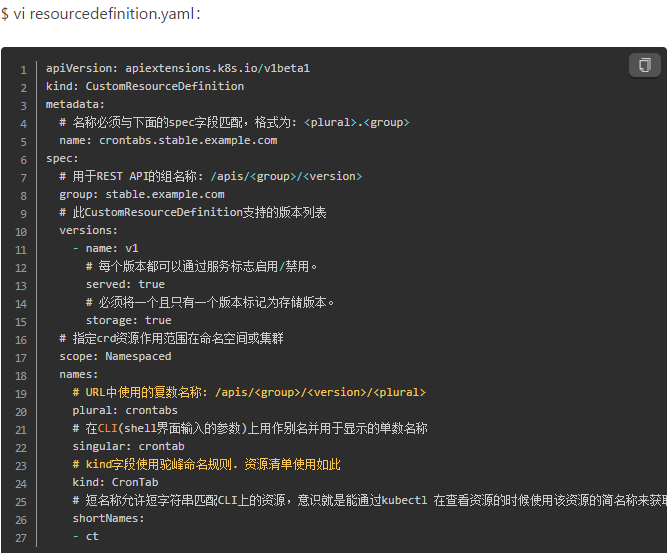 $ vi resourcedefinition.yaml：
1 apiVersion: apiextensions.k8s.io/v1beta1
2 kind: CustomResourceDefinition
3 metadata:
4   # 名称必须与下面的spec字段匹配，格式为: <plural>.<group>
5   name: crontabs.stable.example.com
6 spec:
7   # 用于REST API的组名称: /apis/<group>/<version>
8   group: stable.example.com
9   # 此CustomResourceDefinition支持的版本列表
10   versions:
11     - name: v1
12       # 每个版本都可以通过服务标志启用/禁用。
13       served: true
14       # 必须将一个且只有一个版本标记为存储版本。
15       storage: true
16   # 指定crd资源作用范围在命名空间或集群
17   scope: Namespaced
18   names:
19     # URL中使用的复数名称: /apis/<group>/<version>/<plural>
20     plural: crontabs
21     # 在CLI(shell界面输入的参数)上用作别名并用于显示的单数名称
22     singular: crontab
23     # kind字段使用驼峰命名规则. 资源清单使用如此
24     kind: CronTab
25     # 短名称允许短字符串匹配CLI上的资源，意识就是能通过kubectl 在查看资源的时候使用该资源的简名称来获取
26     shortNames:
27     - ct